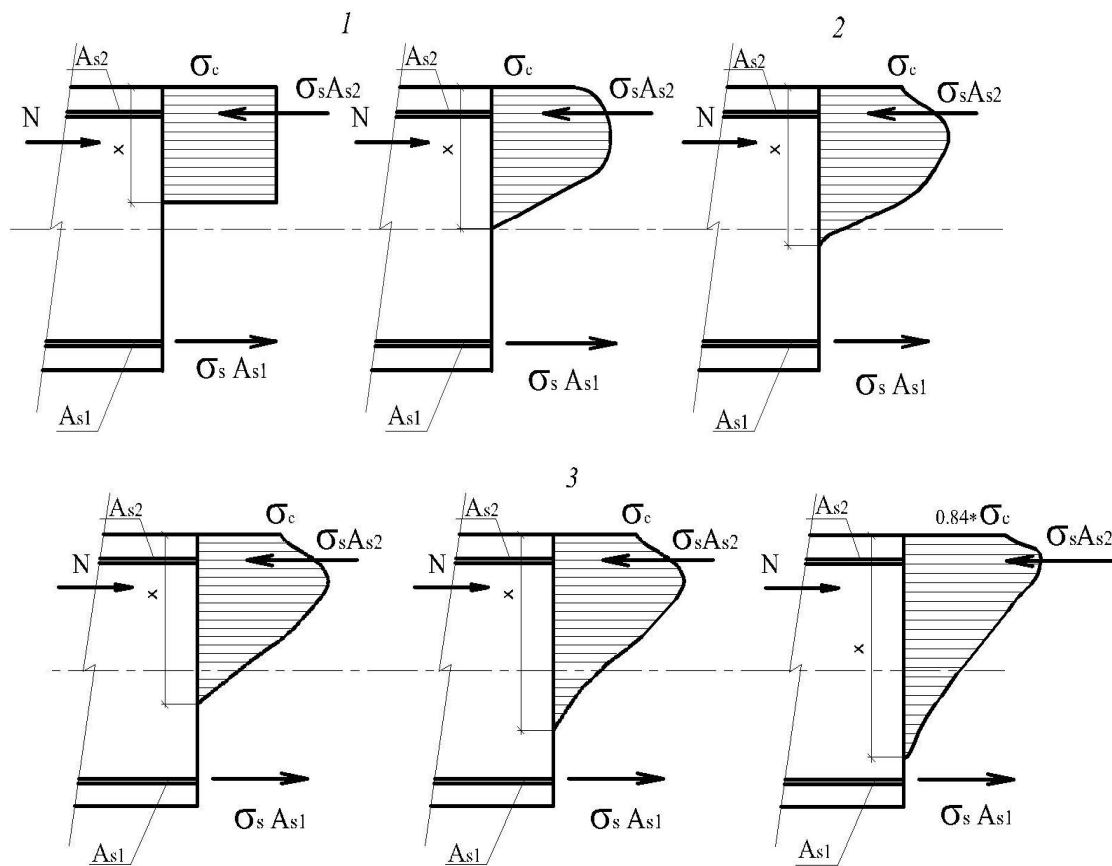 1
2
As2
σc
σsAs2
N
x
σs As1
As1
As2
σc
σsAs2
N
x
σs As1
As1
As2
σc
σsAs2
N
x
σs As1
As1
3
As2
σc
σsAs2
N
x
σs As1
As1
As2
σc
σsAs2
N
x
σs As1
As1
As2
0.84*σc
σsAs2
N
x
σs As1
As1